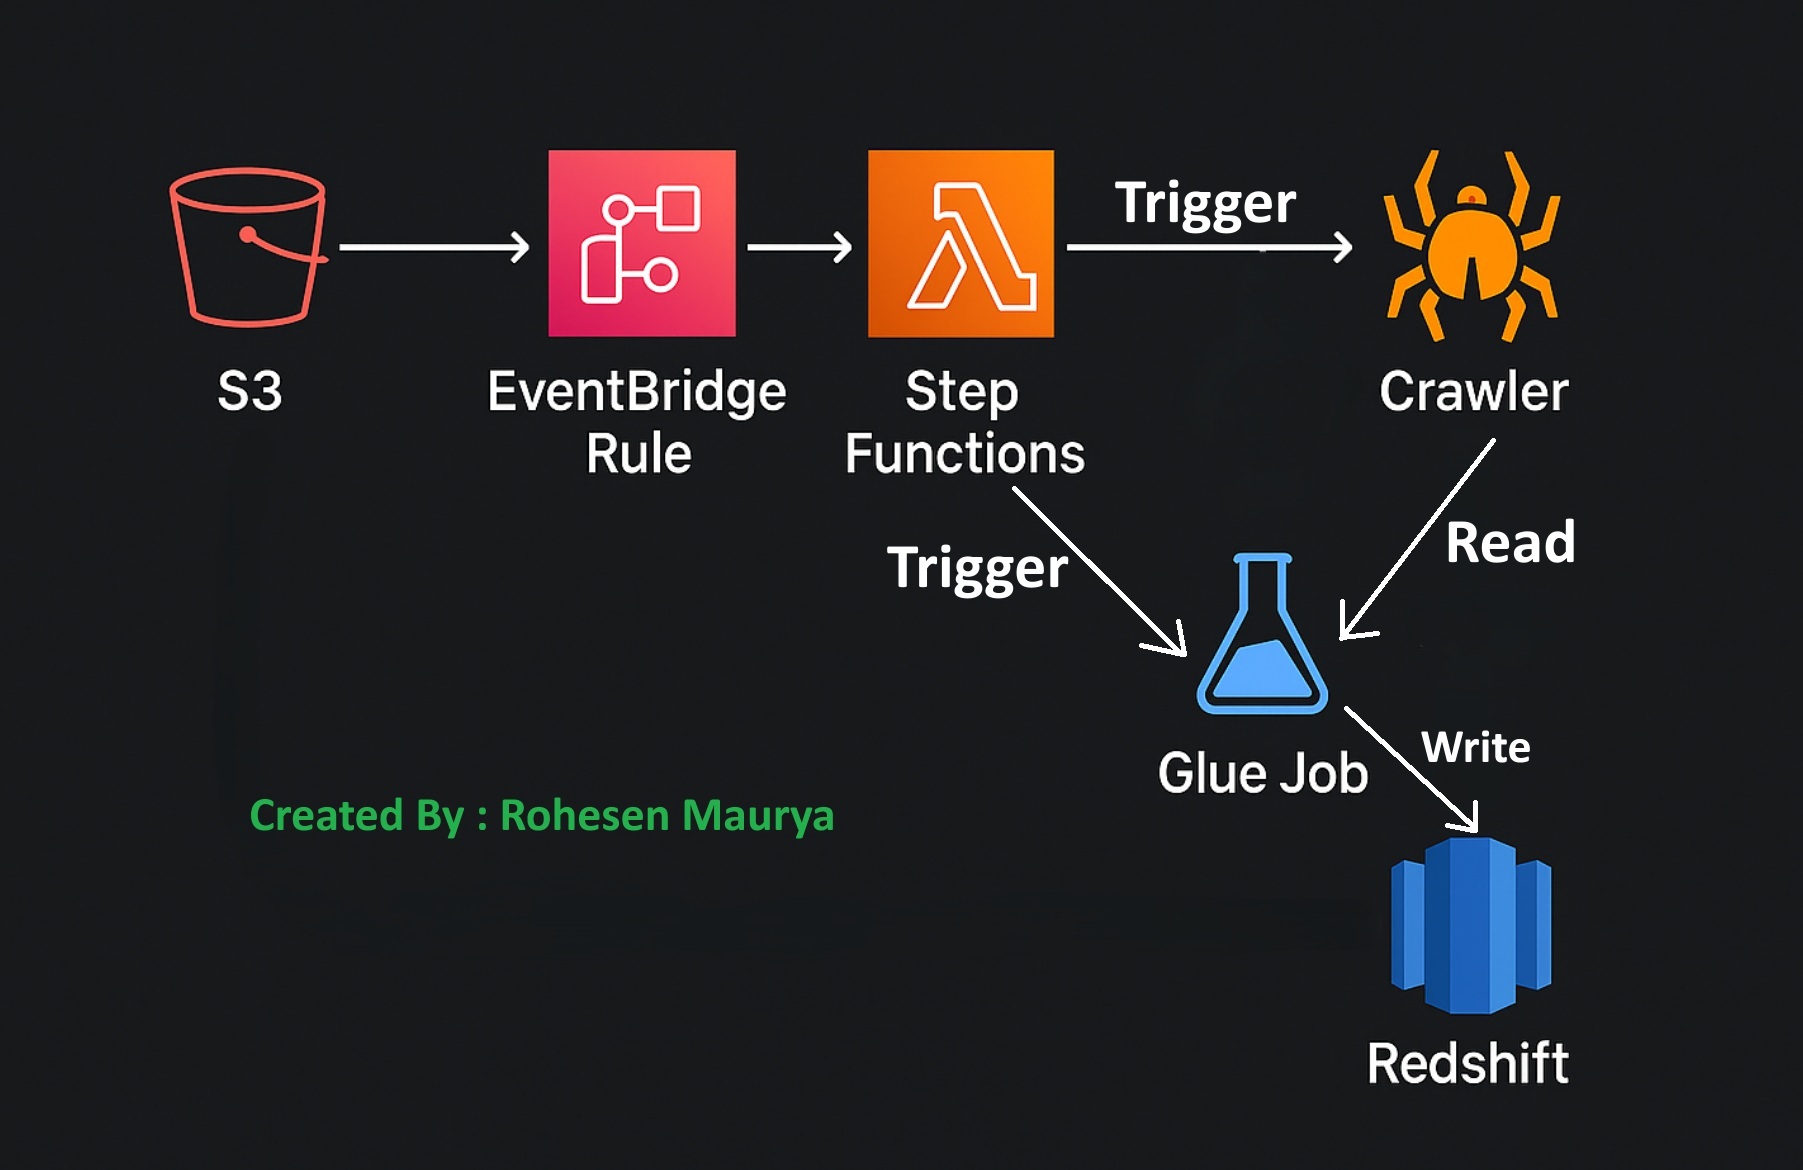 Trigger
S3
EventBridge
Rule
Step
Functions
Crawler
Trigger
Read
Glue Job
Write
Created By : Rohesen Maurya
Redshift